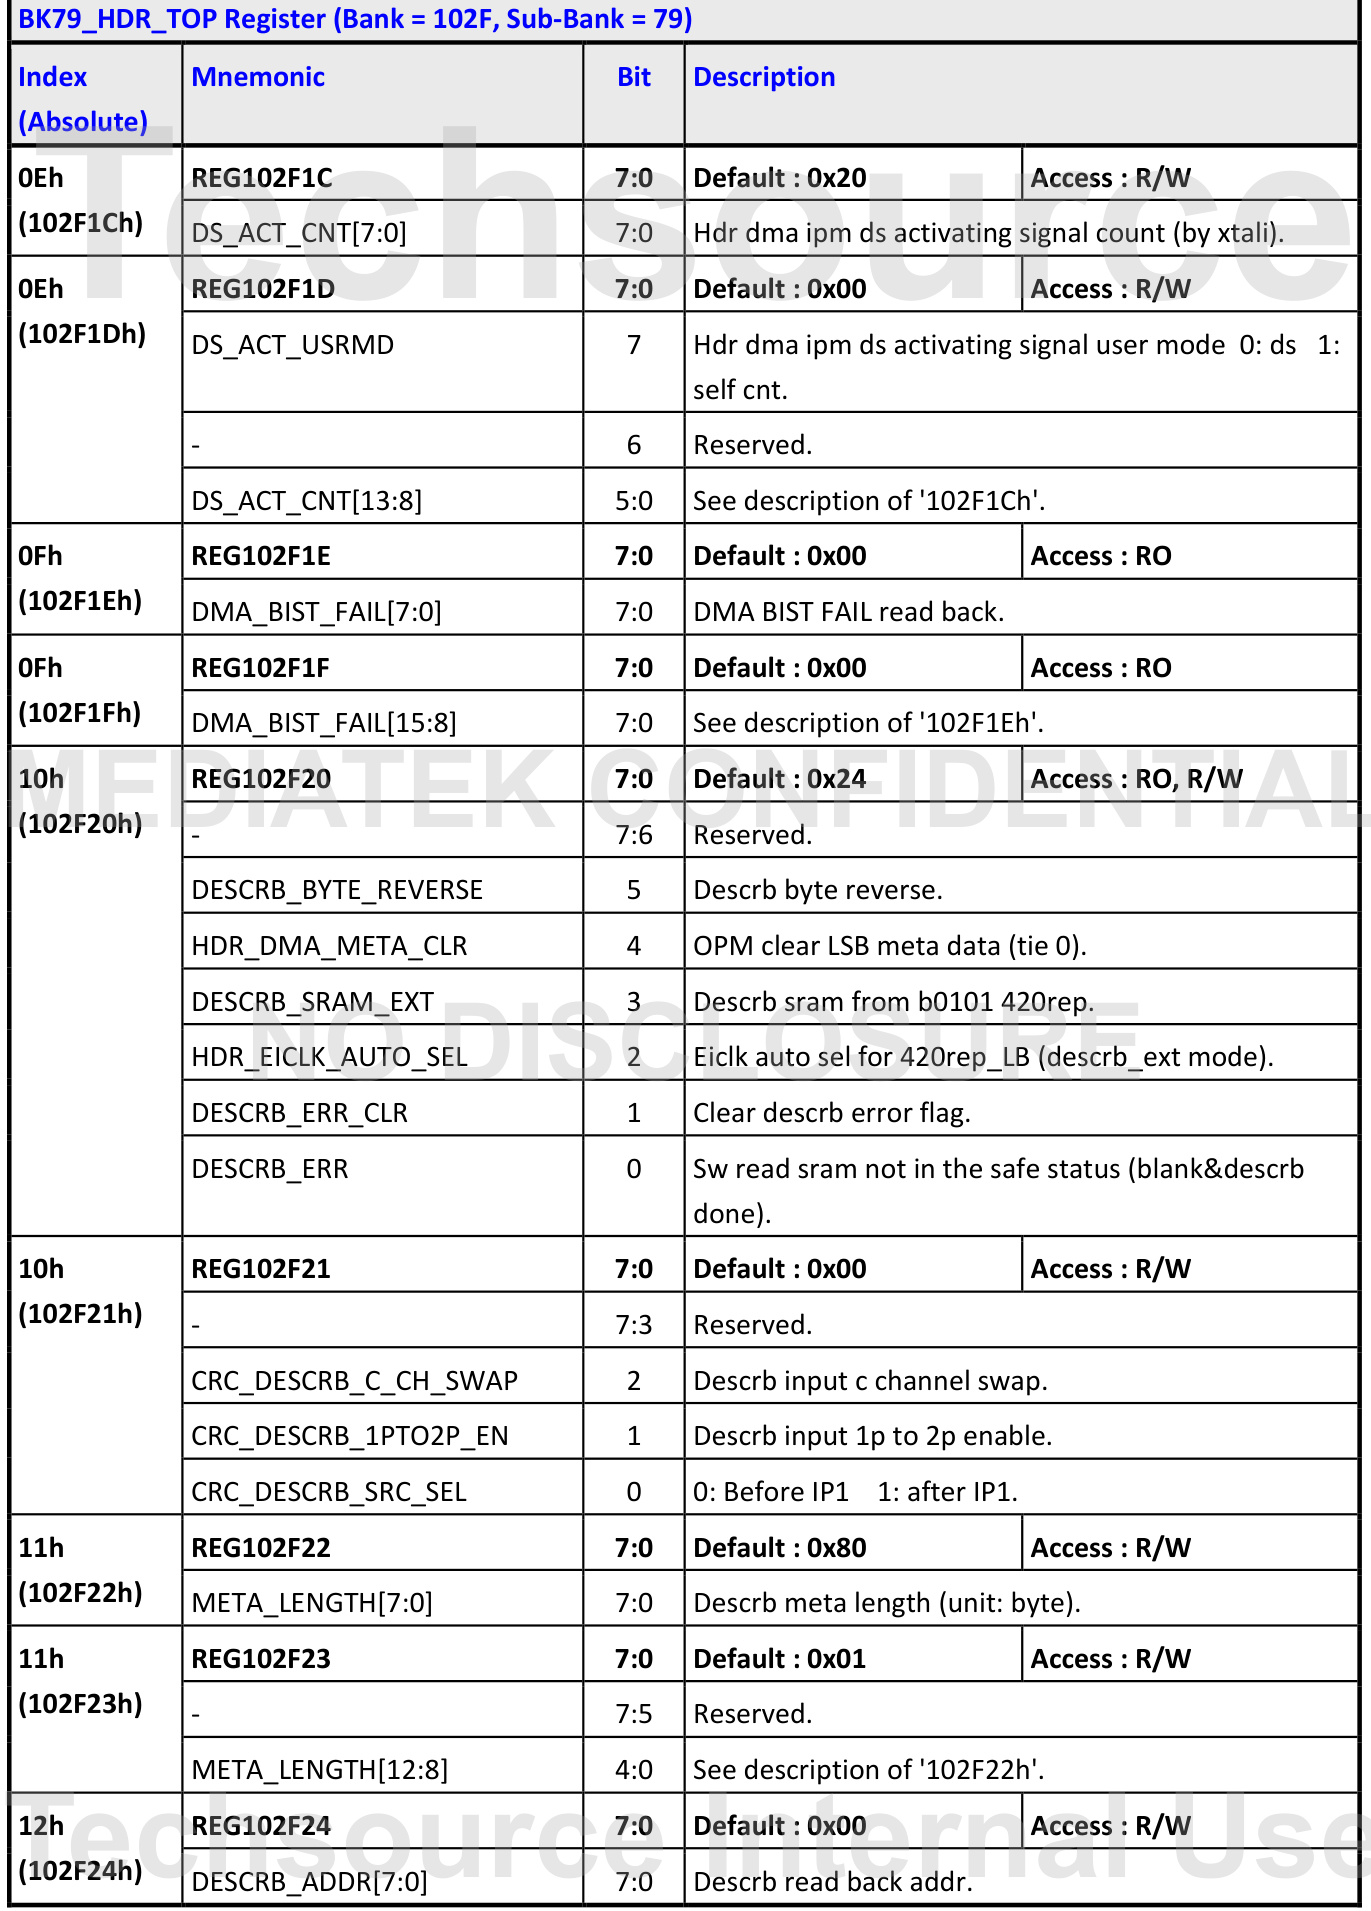 BK79_HDR_TOP Register (Bank = 102F, Sub-Bank = 79)
Index (Absolute) Mnemonic Bit Description
0Eh (102F1Ch) REG102F1C 7:0 Default : 0x20 Access : R/W
DS_ACT_CNT[7:0] 7:0 Hdr dma ipm ds activating signal count (by xtali).
0Eh (102F1Dh) REG102F1D 7:0 Default : 0x00 Access : R/W
DS_ACT_USRMD 7 Hdr dma ipm ds activating signal user mode 0: ds 1:
self cnt.
- 6 Reserved.
DS_ACT_CNT[13:8] 5:0 See description of '102F1Ch'.
0Fh (102F1Eh) REG102F1E 7:0 Default : 0x00 Access : RO
DMA_BIST_FAIL[7:0] 7:0 DMA BIST FAIL read back.
0Fh (102F1Fh) REG102F1F 7:0 Default : 0x00 Access : RO
DMA_BIST_FAIL[15:8] 7:0 See description of '102F1Eh'.
10h (102F20h) REG102F20 7:0 Default : 0x24 Access : RO, R/W
- 7:6 Reserved.
DESCRB_BYTE_REVERSE 5 Descrb byte reverse.
HDR_DMA_META_CLR 4 OPM clear LSB meta data (tie 0).
DESCRB_SRAM_EXT 3 Descrb sram from b0101 420rep.
HDR_EICLK_AUTO_SEL 2 Eiclk auto sel for 420rep_LB (descrb_ext mode).
DESCRB_ERR_CLR 1 Clear descrb error flag.
DESCRB_ERR 0 Sw read sram not in the safe status (blank&descrb
done).
10h (102F21h) REG102F21 7:0 Default : 0x00 Access : R/W
- 7:3 Reserved.
CRC_DESCRB_C_CH_SWAP 2 Descrb input c channel swap.
CRC_DESCRB_1PTO2P_EN 1 Descrb input 1p to 2p enable.
CRC_DESCRB_SRC_SEL 0 0: Before IP1 1: after IP1.
11h (102F22h) REG102F22 7:0 Default : 0x80 Access : R/W
META_LENGTH[7:0] 7:0 Descrb meta length (unit: byte).
11h (102F23h) REG102F23 7:0 Default : 0x01 Access : R/W
- 7:5 Reserved.
META_LENGTH[12:8] 4:0 See description of '102F22h'.
12h (102F24h) REG102F24 7:0 Default : 0x00 Access : R/W
DESCRB_ADDR[7:0] 7:0 Descrb read back addr.
Techsource
MEDIATEK CONFIDENTIAL
NO DISCLOSURE
Techsource Internal Use